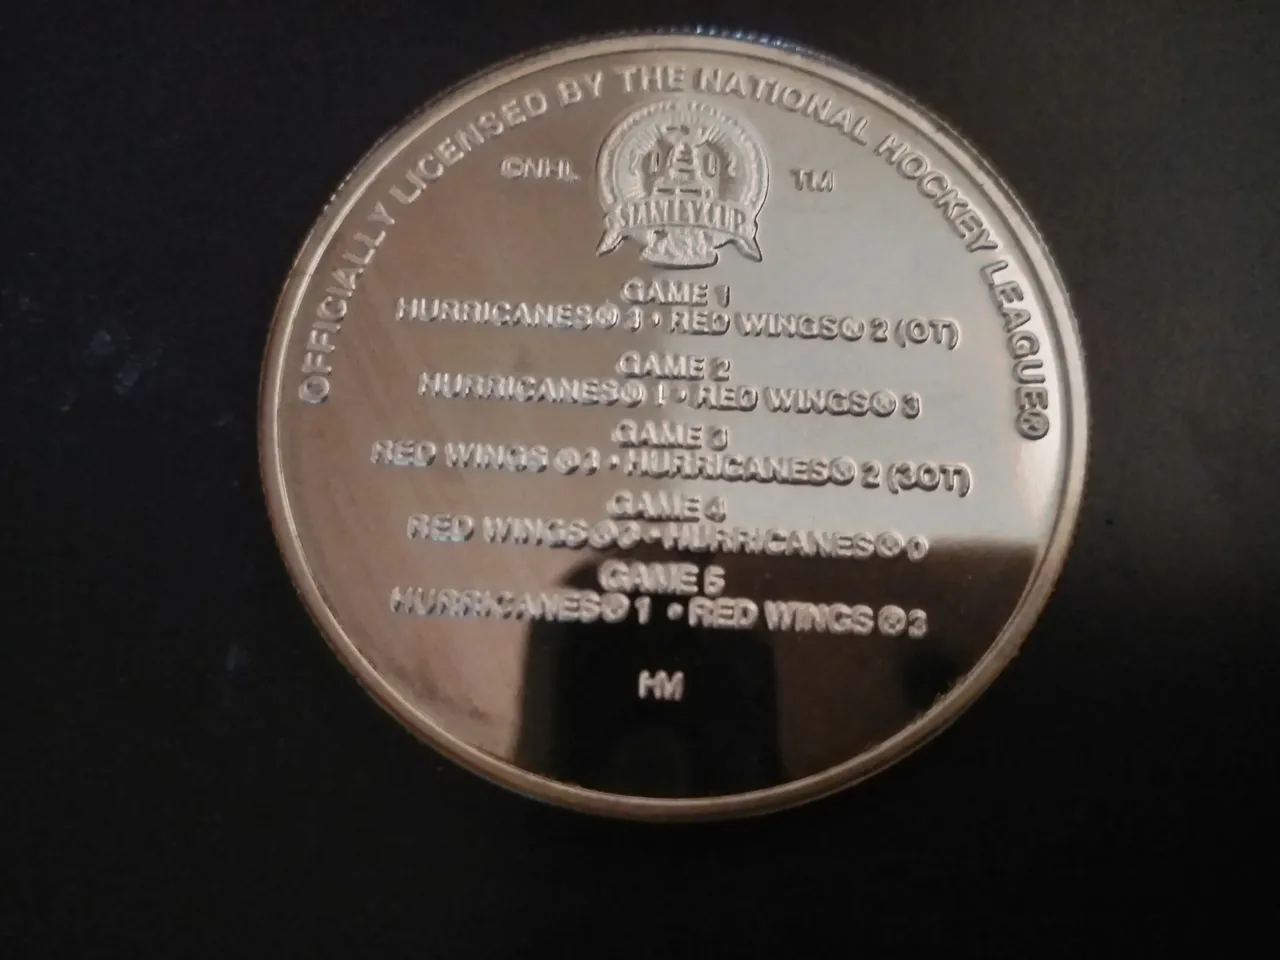 OFFICIALLY LICENSED BY THE NATIONAL HOCKEY LEAGUE®
©NHL TM
2002
STANLEY CUP
GAME 1
HURRICANES® 3 • RED WINGS® 2 (OT)
GAME 2
HURRICANES® 1 • RED WINGS® 3
GAME 3
RED WINGS ® 3 • HURRICANES® 2 (3OT)
GAME 4
RED WINGS® 3 • HURRICANES® 0
GAME 5
HURRICANES® 1 • RED WINGS ® 3
HM